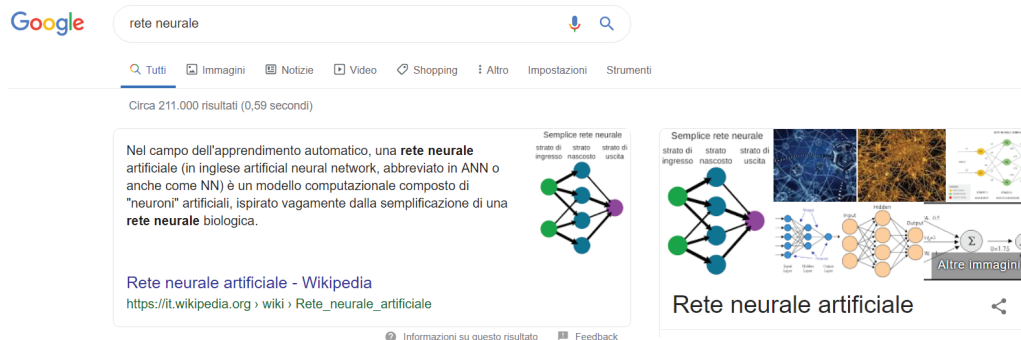 Google
rete neurale
Tutti
Immagini
Notizie
Video
Shopping
Altro
Impostazioni
Strumenti
Circa 211.000 risultati (0,59 secondi)
Nel campo dell'apprendimento automatico, una rete neurale
artificiale (in inglese artificial neural network, abbreviato in ANN o
anche come NN) è un modello computazionale composto di
"neuroni" artificiali, ispirato vagamente dalla semplificazione di una
rete neurale biologica.
Semplice rete neurale
strato di strato strato di
ingresso nascosto uscita
Rete neurale artificiale - Wikipedia
https://it.wikipedia.org › wiki › Rete_neurale_artificiale
Informazioni su questo risultato
Feedback
Semplice rete neurale
strato di strato strato di
ingresso nascosto uscita
Input
Hidden
Output
Σ
Altre immagini
Rete neurale artificiale